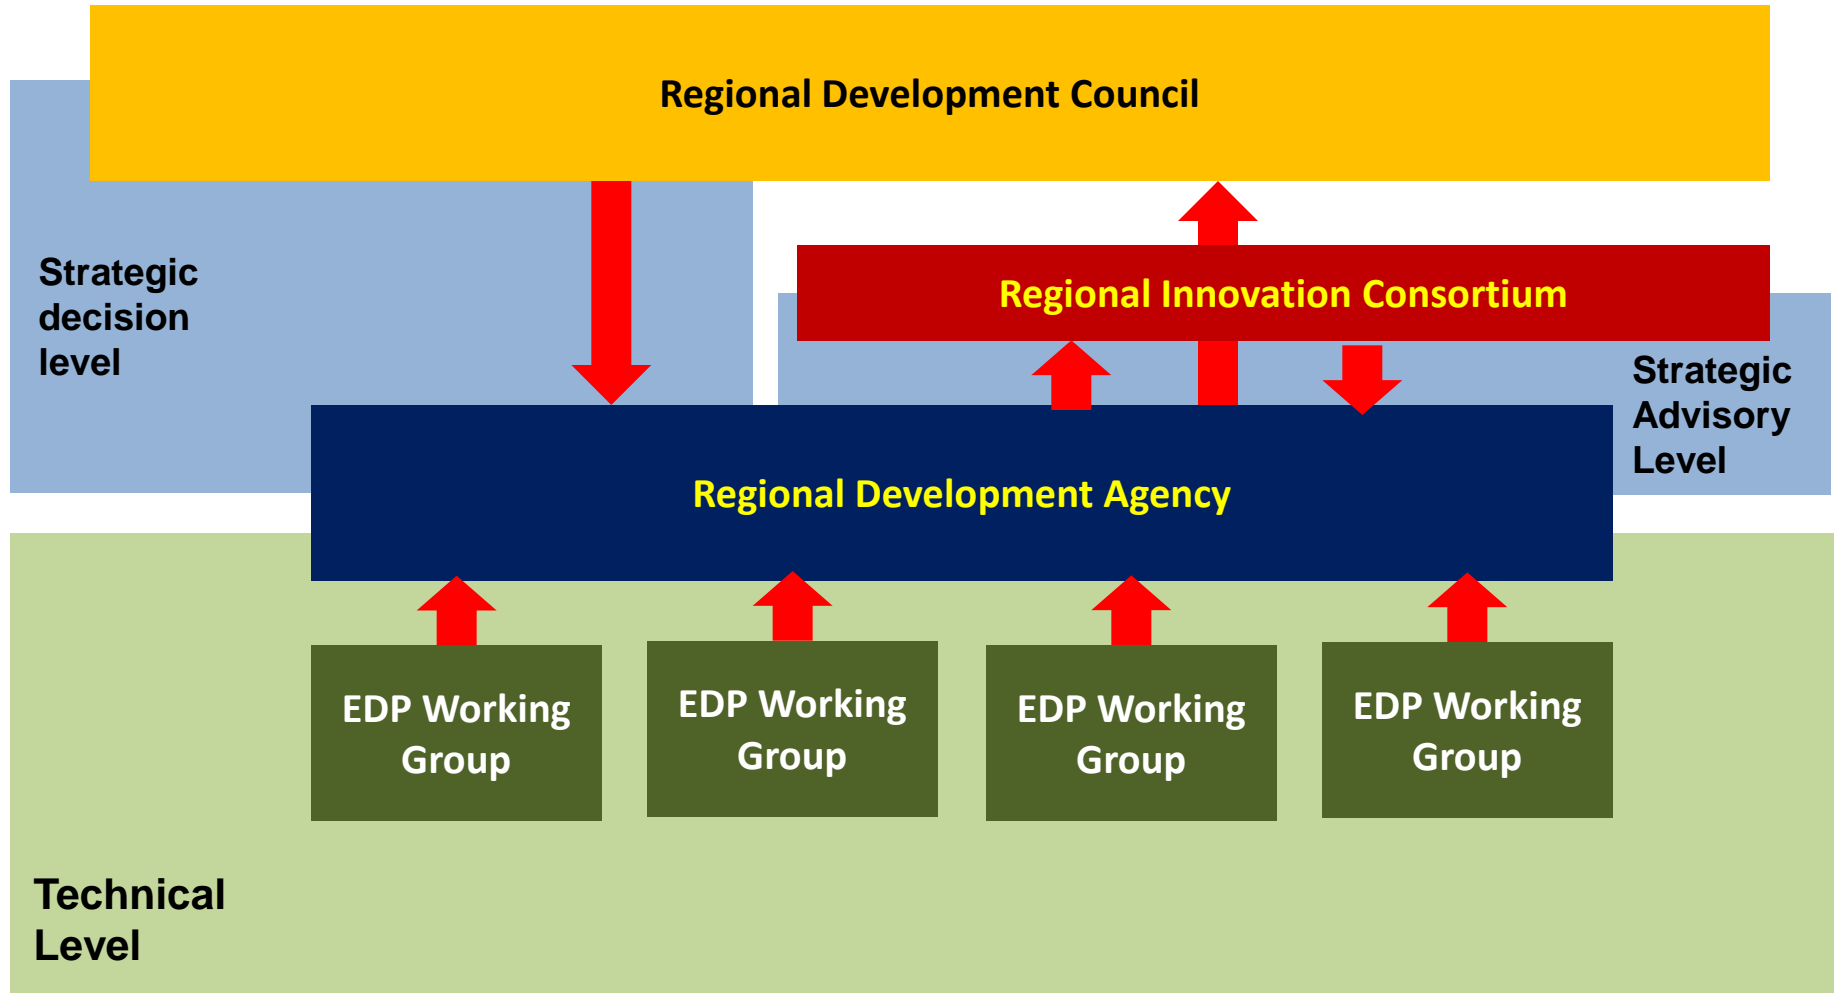 Regional Development Council
Strategic
decision
level
Regional Innovation Consortium
Strategic
Advisory
Level
Regional Development Agency
EDP Working
Group
EDP Working
Group
EDP Working
Group
EDP Working
Group
Technical
Level